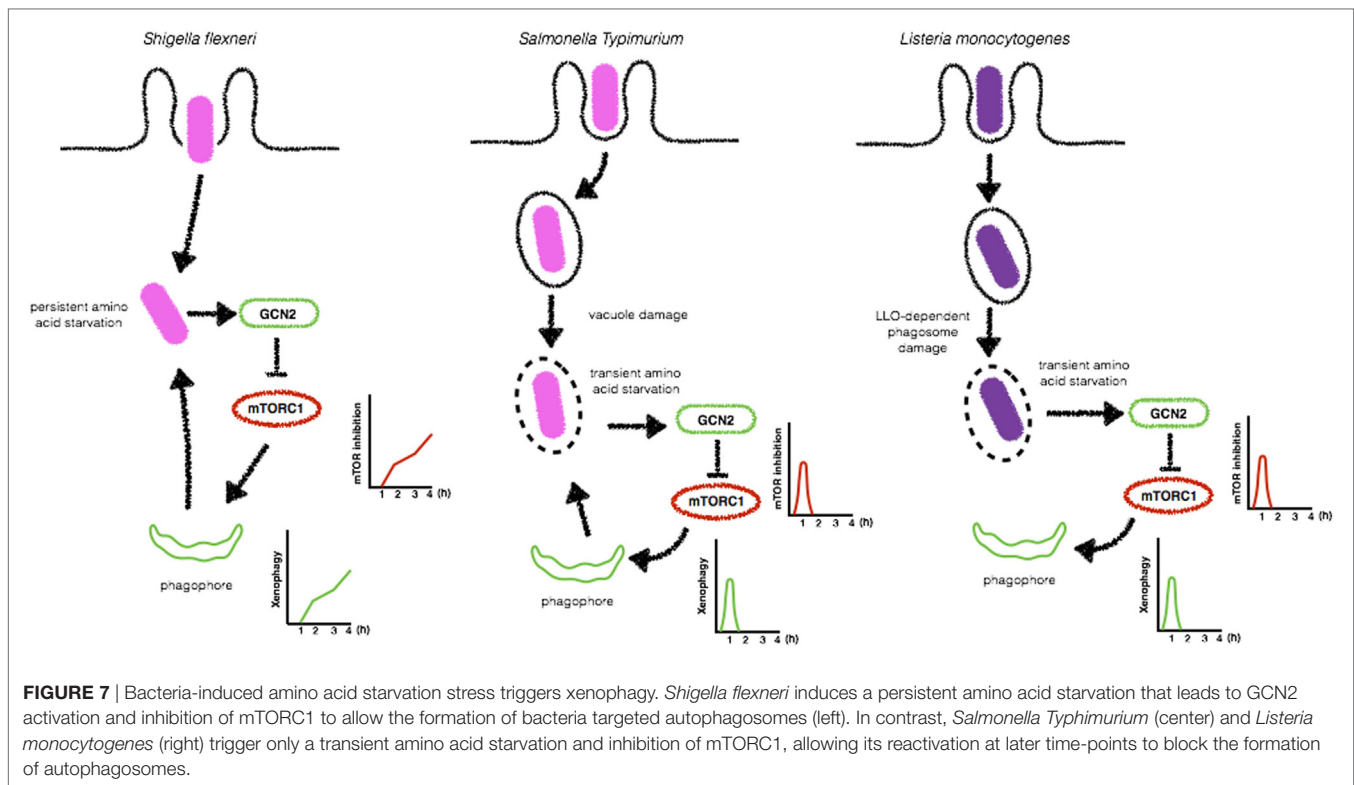 Shigella flexneri
persistent amino
acid starvation
GCN2
mTORC1
mTOR inhibition
1 2 3 4 (h)
phagophore
Xenophagy
1 2 3 4 (h)
Salmonella Typimurium
vacuole damage
transient amino
acid starvation
GCN2
mTORC1
mTOR inhibition
1 2 3 4 (h)
phagophore
Xenophagy
1 2 3 4 (h)
Listeria monocytogenes
LLO-dependent
phagosome
damage
transient amino
acid starvation
GCN2
mTORC1
mTOR inhibition
1 2 3 4 (h)
phagophore
Xenophagy
1 2 3 4 (h)
FIGURE 7 | Bacteria-induced amino acid starvation stress triggers xenophagy. Shigella flexneri induces a persistent amino acid starvation that leads to GCN2
activation and inhibition of mTORC1 to allow the formation of bacteria targeted autophagosomes (left). In contrast, Salmonella Typhimurium (center) and Listeria
monocytogenes (right) trigger only a transient amino acid starvation and inhibition of mTORC1, allowing its reactivation at later time-points to block the formation
of autophagosomes.